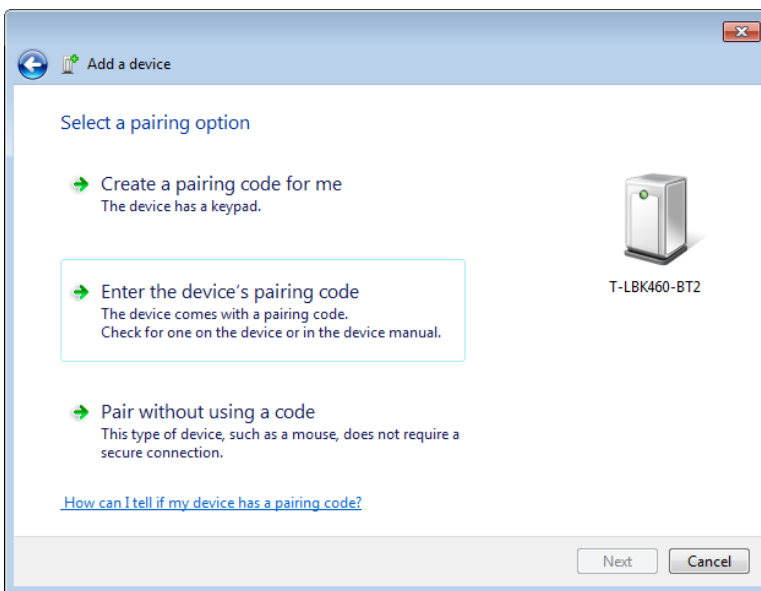 Add a device
Select a pairing option
Create a pairing code for me
The device has a keypad.
Enter the device's pairing code
The device comes with a pairing code.
Check for one on the device or in the device manual.
T-LBK460-BT2
Pair without using a code
This type of device, such as a mouse, does not require a
secure connection.
How can I tell if my device has a pairing code?
Next
Cancel